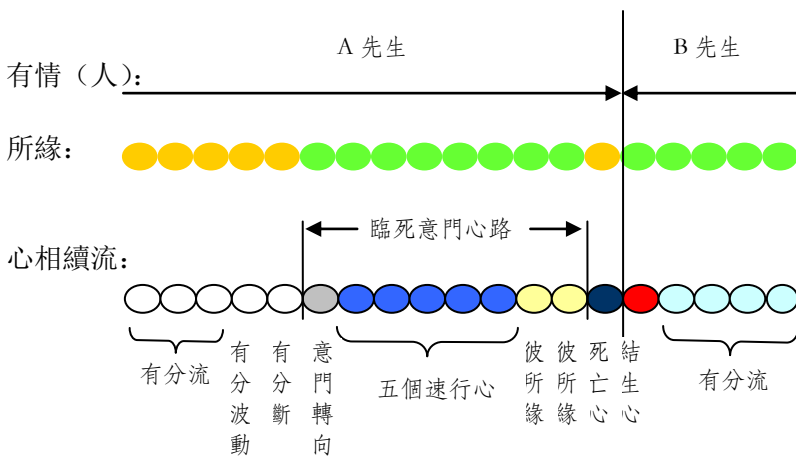 A 先生
B 先生
有情（人）：
所緣：
臨死意門心路
心相續流：
有分流
有分波動
有分斷
意門轉向
五個速行心
彼所緣
彼所緣
死亡心
結生心
有分流